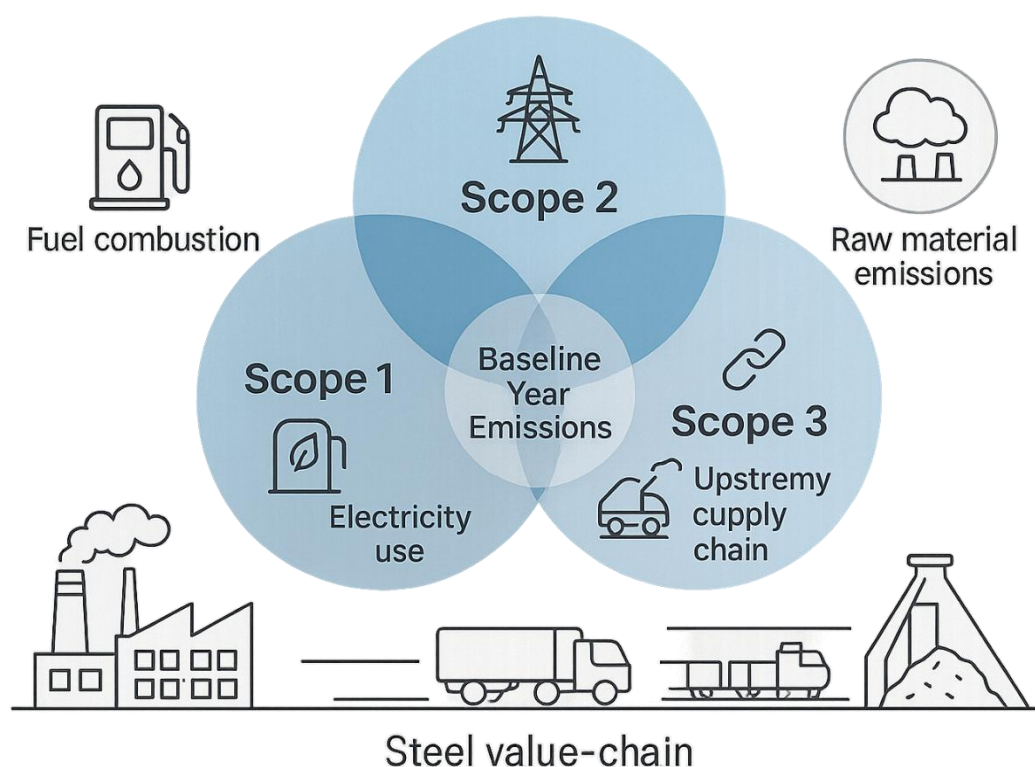 Scope 2
Fuel combustion
Raw material
emissions
Scope 1
Baseline
Year
Emissions
Scope 3
Electricity
use
Upstremy
cupply
chain
Steel value-chain